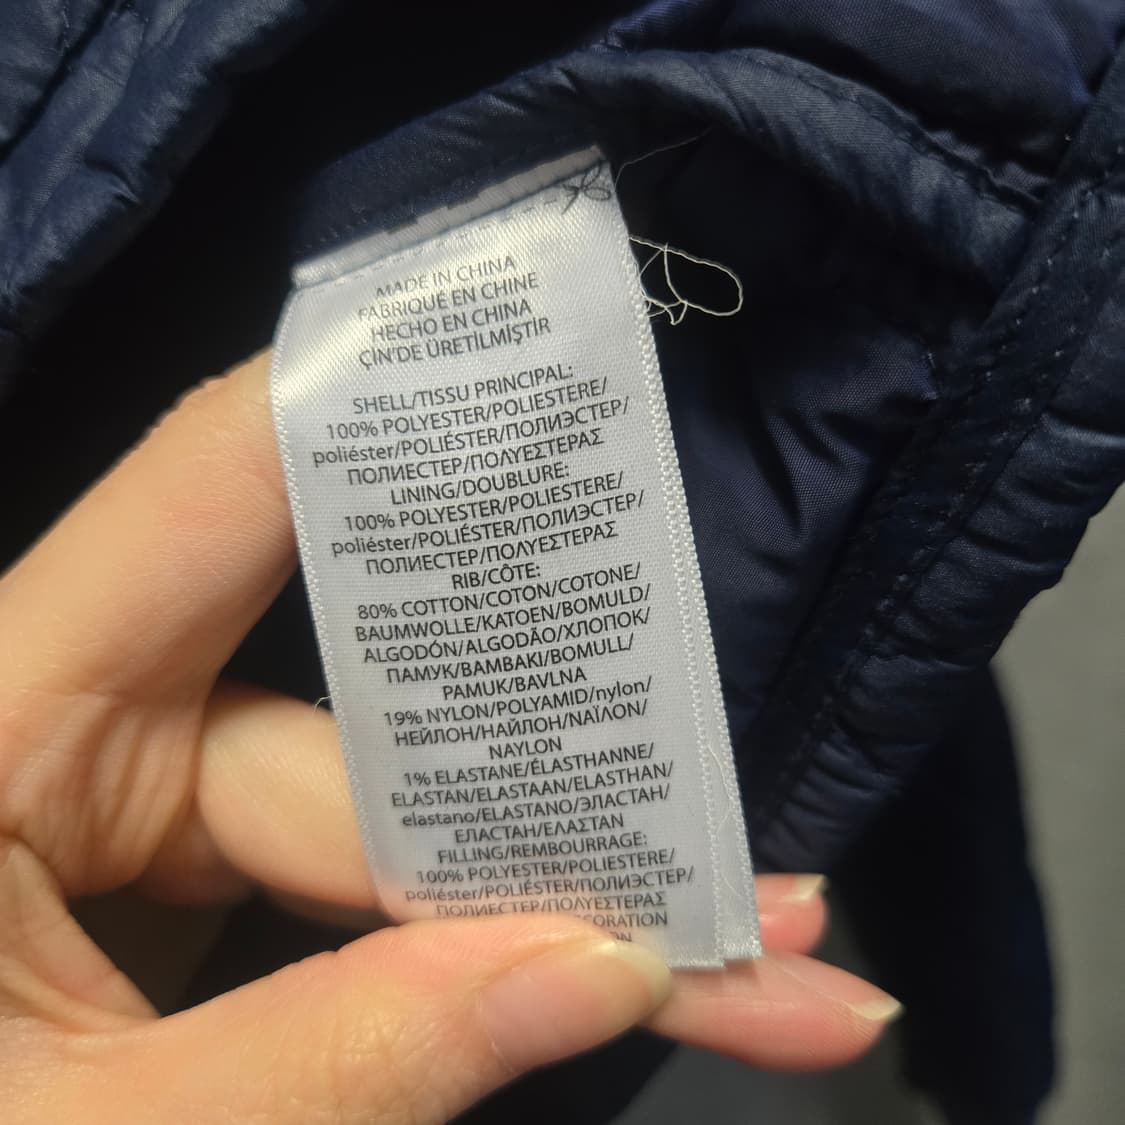 MADE IN CHINA
FABRIQUÉ EN CHINE
HECHO EN CHINA
ÇİN'DE ÜRETİLMİŞTİR
SHELL/TISSU PRINCIPAL:
100% POLYESTER/POLIESTERE/
poliéster/POLIÉSTER/ПОЛИЭСТЕР/
ПОЛИЕСТЕР/ΠΟΛΥΕΣΤΕΡΑΣ
LINING/DOUBLURE:
100% POLYESTER/POLIESTERE/
poliéster/POLIÉSTER/ПОЛИЭСТЕР/
ПОЛИЕСТЕР/ΠΟΛΥΕΣΤΕΡΑΣ
RIB/CÔTE:
80% COTTON/COTON/COTONE/
BAUMWOLLE/KATOEN/BOMULD/
ALGODÓN/ALGODÃO/ХЛОПОК/
ПАМУК/ΒΑΜΒΑΚΙ/BOMULL/
PAMUK/BAVLNA
19% NYLON/POLYAMID/nylon/
НЕЙЛОН/НАЙЛОН/ΝΑΪΛΟΝ/
NAYLON
1% ELASTANE/ÉLASTHANNE/
ELASTAN/ELASTAAN/ELASTHAN/
elastano/ELASTANO/ЭЛАСТАН/
ЕЛАСТАН/ΕΛΑΣΤΑΝ
FILLING/REMBOURRAGE:
100% POLYESTER/POLIESTERE/
poliéster/POLIÉSTER/ПОЛИЭСТЕР/
ПОЛИЕСТЕР/ΠΟΛΥΕΣΤΕΡΑΣ